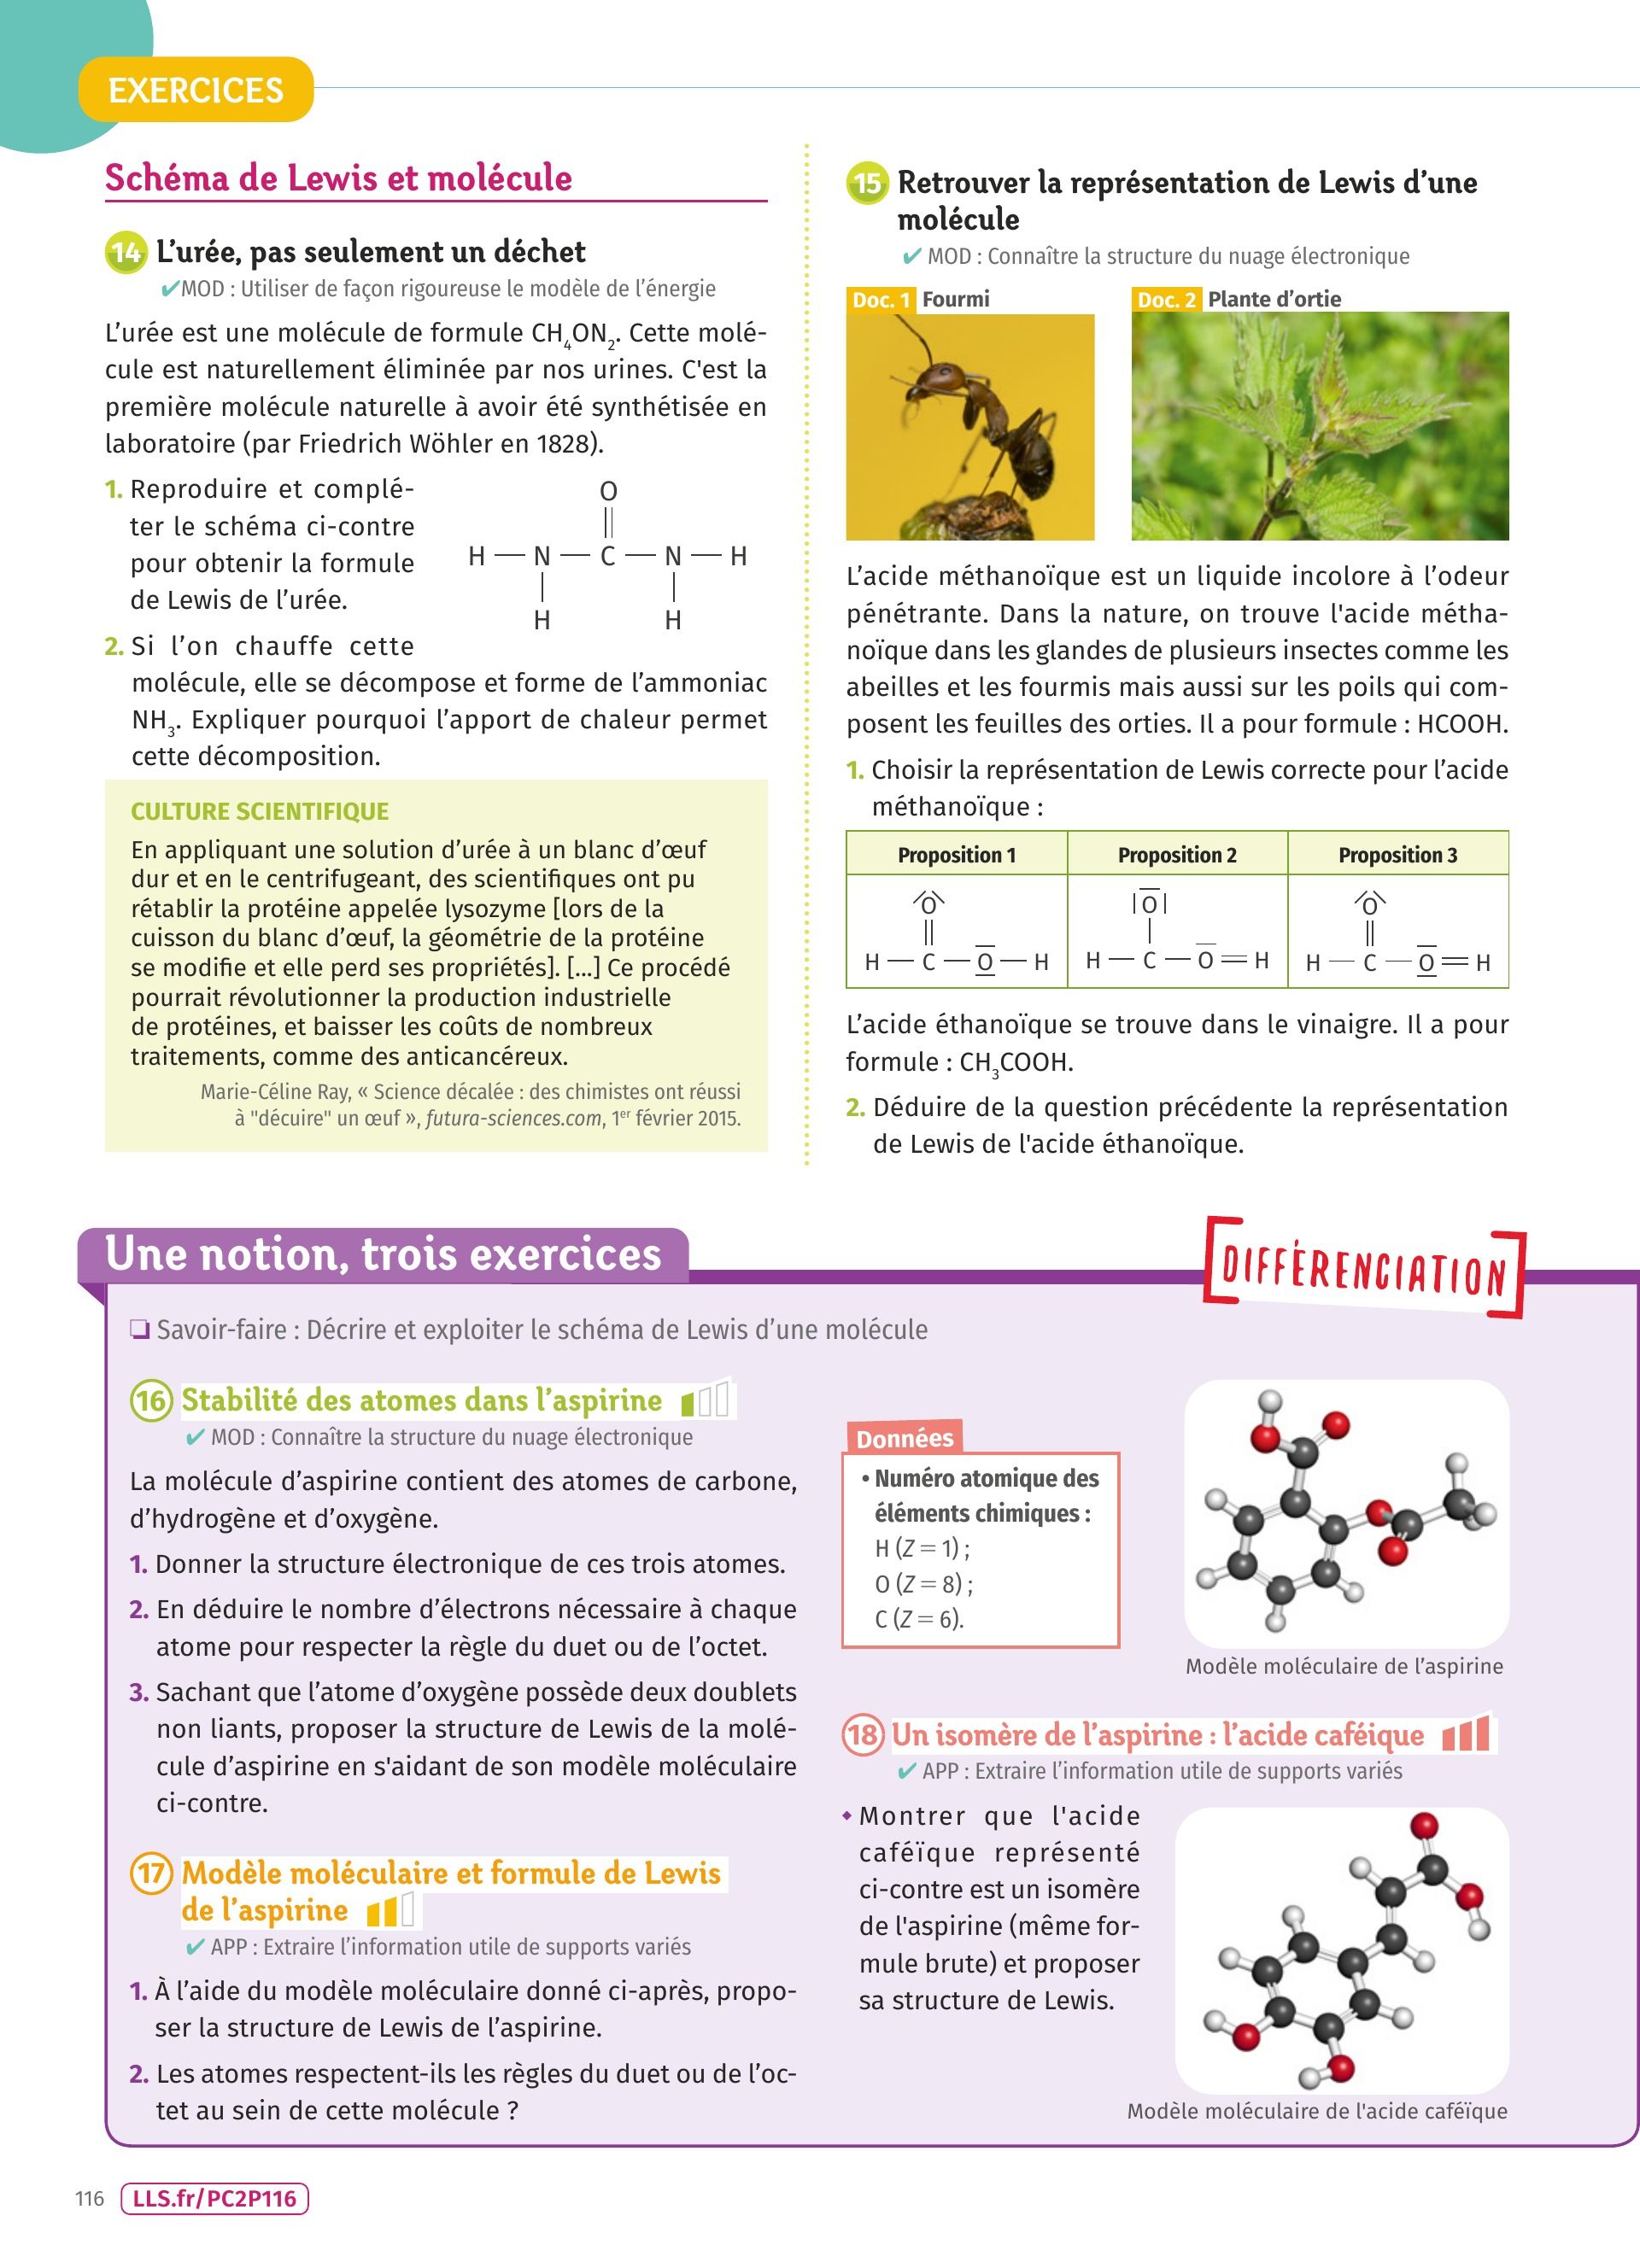 EXERCICES
Schéma de Lewis et molécule
14 L’urée, pas seulement un déchet
✔MOD : Utiliser de façon rigoureuse le modèle de l’énergie
L’urée est une molécule de formule CH₄ON₂. Cette molé-
cule est naturellement éliminée par nos urines. C'est la
première molécule naturelle à avoir été synthétisée en
laboratoire (par Friedrich Wöhler en 1828).
1. Reproduire et complé-
ter le schéma ci-contre
pour obtenir la formule
de Lewis de l’urée.
O
H — N — C — N — H
H H
2. Si l’on chauffe cette
molécule, elle se décompose et forme de l’ammoniac
NH₃. Expliquer pourquoi l’apport de chaleur permet
cette décomposition.
CULTURE SCIENTIFIQUE
En appliquant une solution d’urée à un blanc d’œuf
dur et en le centrifugeant, des scientifiques ont pu
rétablir la protéine appelée lysozyme [lors de la
cuisson du blanc d’œuf, la géométrie de la protéine
se modifie et elle perd ses propriétés]. [...] Ce procédé
pourrait révolutionner la production industrielle
de protéines, et baisser les coûts de nombreux
traitements, comme des anticancéreux.
Marie-Céline Ray, « Science décalée : des chimistes ont réussi
à "décuire" un œuf », futura-sciences.com, 1er février 2015.
15 Retrouver la représentation de Lewis d’une
molécule
✔ MOD : Connaître la structure du nuage électronique
Doc. 1 Fourmi
Doc. 2 Plante d’ortie
L’acide méthanoïque est un liquide incolore à l’odeur
pénétrante. Dans la nature, on trouve l'acide métha-
noïque dans les glandes de plusieurs insectes comme les
abeilles et les fourmis mais aussi sur les poils qui com-
posent les feuilles des orties. Il a pour formule : HCOOH.
1. Choisir la représentation de Lewis correcte pour l’acide
méthanoïque :
Proposition 1 Proposition 2 Proposition 3
O O O
H — C — O — H H — C — O = H H — C — O = H
L’acide éthanoïque se trouve dans le vinaigre. Il a pour
formule : CH₃COOH.
2. Déduire de la question précédente la représentation
de Lewis de l'acide éthanoïque.
Une notion, trois exercices
DIFFÉRENCIATION
❏ Savoir-faire : Décrire et exploiter le schéma de Lewis d’une molécule
16 Stabilité des atomes dans l’aspirine
✔ MOD : Connaître la structure du nuage électronique
La molécule d’aspirine contient des atomes de carbone,
d’hydrogène et d’oxygène.
1. Donner la structure électronique de ces trois atomes.
2. En déduire le nombre d’électrons nécessaire à chaque
atome pour respecter la règle du duet ou de l’octet.
3. Sachant que l’atome d’oxygène possède deux doublets
non liants, proposer la structure de Lewis de la molé-
cule d’aspirine en s'aidant de son modèle moléculaire
ci-contre.
17 Modèle moléculaire et formule de Lewis
de l’aspirine
✔ APP : Extraire l’information utile de supports variés
1. À l’aide du modèle moléculaire donné ci-après, propo-
ser la structure de Lewis de l’aspirine.
2. Les atomes respectent-ils les règles du duet ou de l’oc-
tet au sein de cette molécule ?
Données
• Numéro atomique des
éléments chimiques :
H (Z = 1) ;
O (Z = 8) ;
C (Z = 6).
Modèle moléculaire de l’aspirine
18 Un isomère de l’aspirine : l’acide caféique
✔ APP : Extraire l’information utile de supports variés
◆ Montrer que l'acide
caféïque représenté
ci-contre est un isomère
de l'aspirine (même for-
mule brute) et proposer
sa structure de Lewis.
Modèle moléculaire de l'acide caféïque
116 LLS.fr/PC2P116